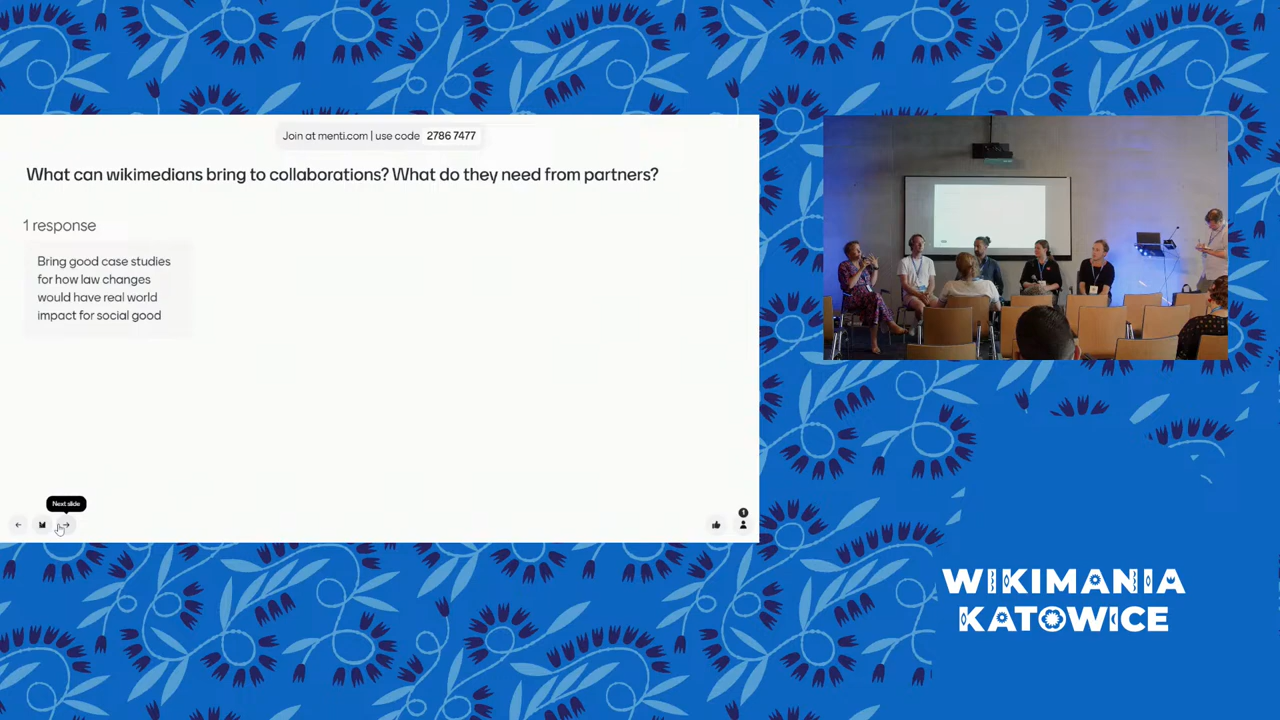 Join at menti.com | use code 2786 7477
What can wikimedians bring to collaborations? What do they need from partners?
1 response
Bring good case studies
for how law changes
would have real world
impact for social good
Next slide
1
WIKIMANIA
KATOWICE